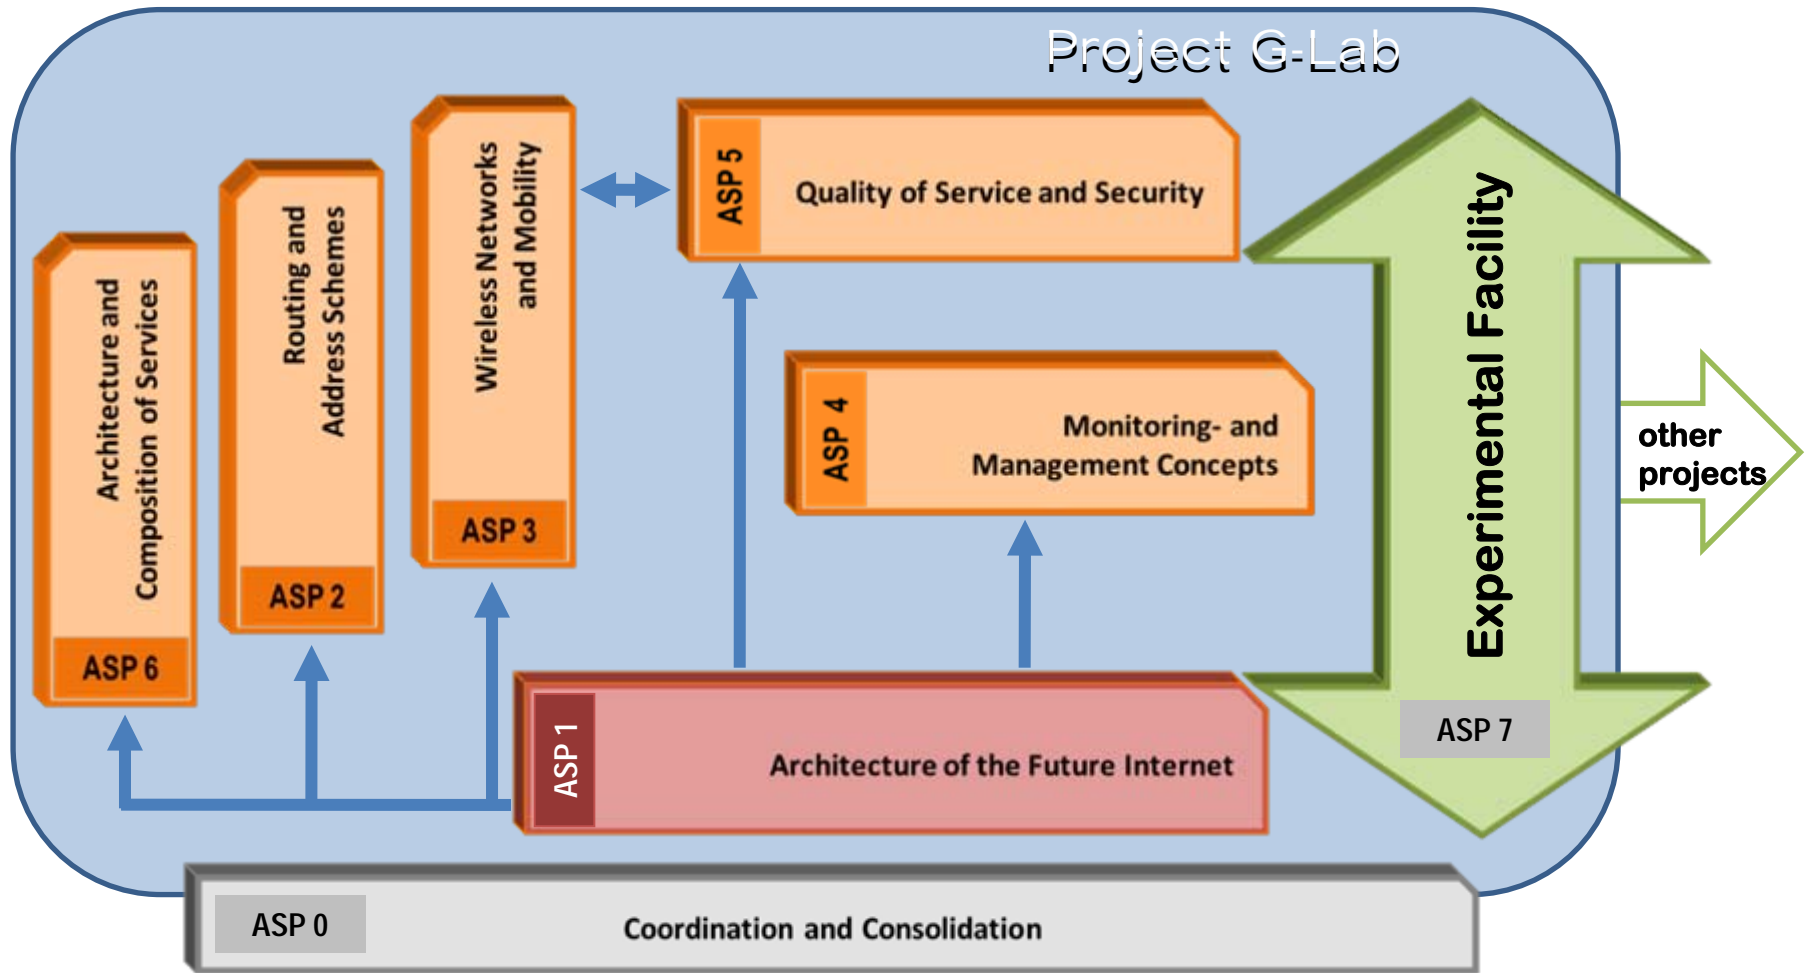 Project G-Lab
Architecture and
Composition of Services
ASP 6
Routing and
Address Schemes
ASP 2
Wireless Networks
and Mobility
ASP 3
ASP 5
Quality of Service and Security
ASP 4
Monitoring- and
Management Concepts
ASP 1
Architecture of the Future Internet
Experimental Facility
ASP 7
other
projects
ASP 0
Coordination and Consolidation